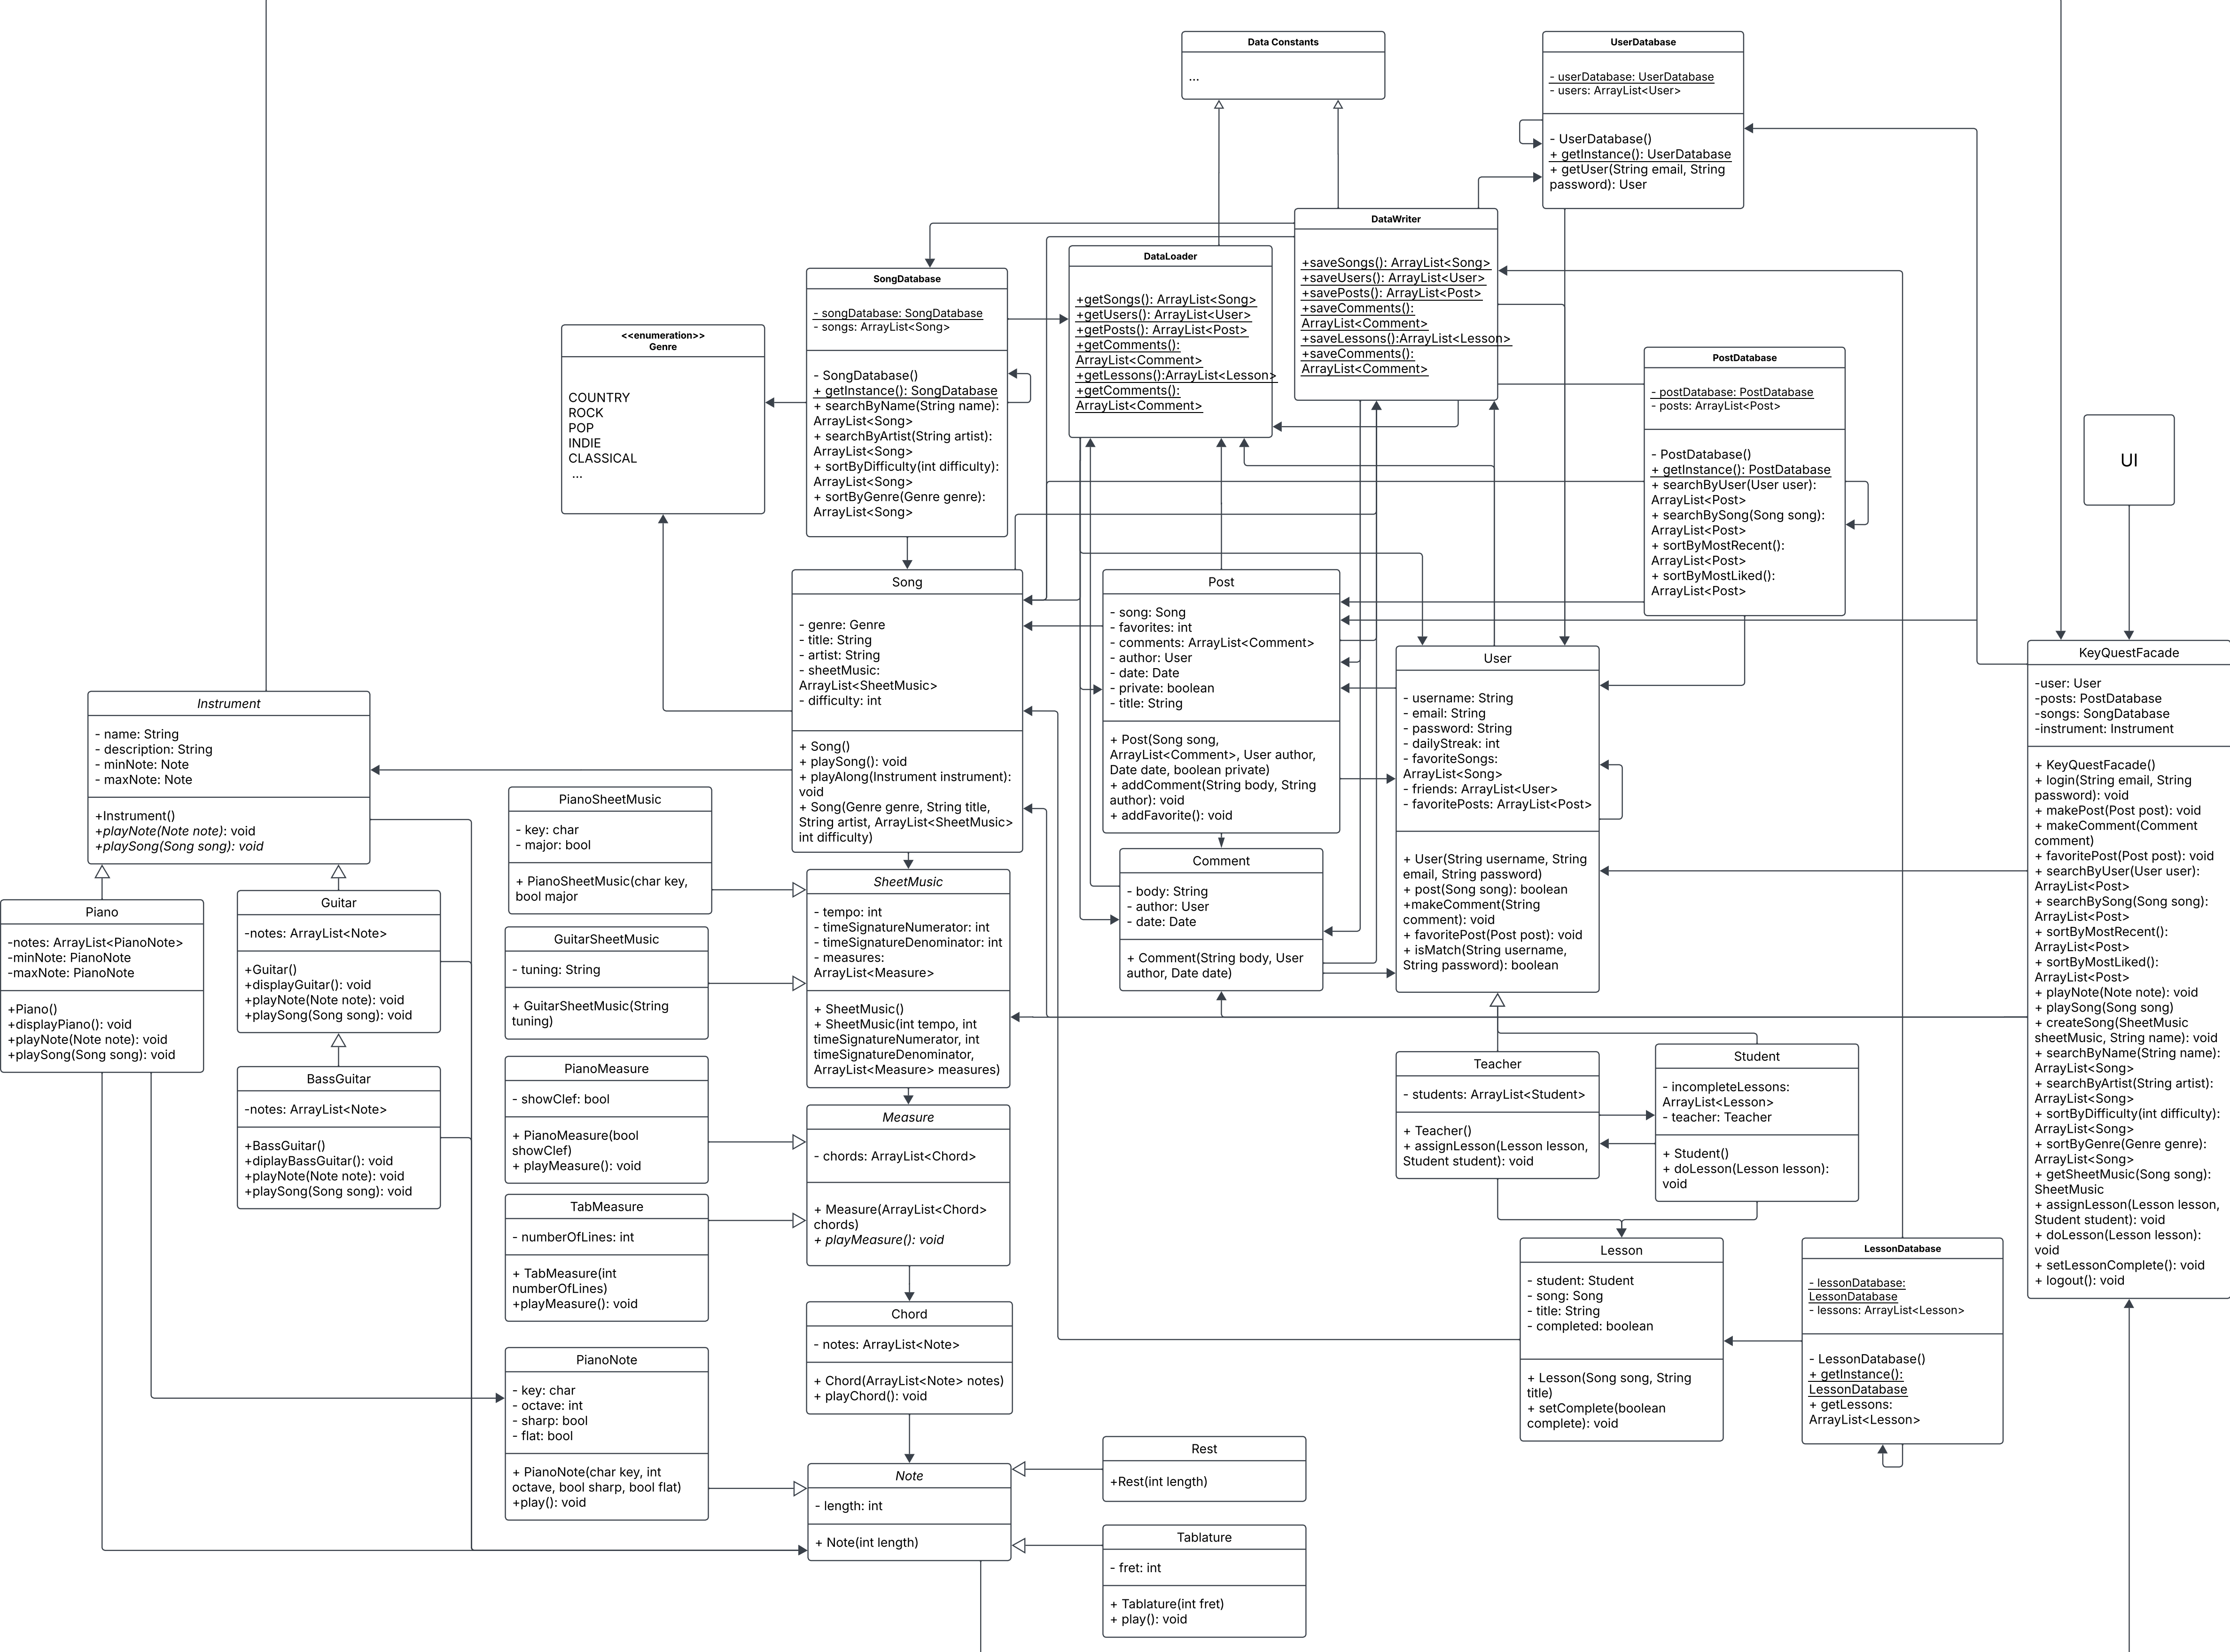 Data Constants
...
UserDatabase
- userDatabase: UserDatabase
- users: ArrayList<User>
- UserDatabase()
+ getInstance(): UserDatabase
+ getUser(String email, String
password): User
DataWriter
+saveSongs(): ArrayList<Song>
+saveUsers(): ArrayList<User>
+savePosts(): ArrayList<Post>
+saveComments():
ArrayList<Comment>
+saveLessons():ArrayList<Lesson>
+saveComments():
ArrayList<Comment>
DataLoader
+getSongs(): ArrayList<Song>
+getUsers(): ArrayList<User>
+getPosts(): ArrayList<Post>
+getComments():
ArrayList<Comment>
+getLessons():ArrayList<Lesson>
+getComments():
ArrayList<Comment>
SongDatabase
- songDatabase: SongDatabase
- songs: ArrayList<Song>
- SongDatabase()
+ getInstance(): SongDatabase
+ searchByName(String name):
ArrayList<Song>
+ searchByArtist(String artist):
ArrayList<Song>
+ sortByDifficulty(int difficulty):
ArrayList<Song>
+ sortByGenre(Genre genre):
ArrayList<Song>
<<enumeration>>
Genre
COUNTRY
ROCK
POP
INDIE
CLASSICAL
...
PostDatabase
- postDatabase: PostDatabase
- posts: ArrayList<Post>
- PostDatabase()
+ getInstance(): PostDatabase
+ searchByUser(User user):
ArrayList<Post>
+ searchBySong(Song song):
ArrayList<Post>
+ sortByMostRecent():
ArrayList<Post>
+ sortByMostLiked():
ArrayList<Post>
UI
Song
- genre: Genre
- title: String
- artist: String
- sheetMusic:
ArrayList<SheetMusic>
- difficulty: int
+ Song()
+ playSong(): void
+ playAlong(Instrument instrument):
void
+ Song(Genre genre, String title,
String artist, ArrayList<SheetMusic>
int difficulty)
Post
- song: Song
- favorites: int
- comments: ArrayList<Comment>
- author: User
- date: Date
- private: boolean
- title: String
+ Post(Song song,
ArrayList<Comment>, User author,
Date date, boolean private)
+ addComment(String body, String
author): void
+ addFavorite(): void
User
- username: String
- email: String
- password: String
- dailyStreak: int
- favoriteSongs:
ArrayList<Song>
- friends: ArrayList<User>
- favoritePosts: ArrayList<Post>
+ User(String username, String
email, String password)
+ post(Song song): boolean
+makeComment(String
comment): void
+ favoritePost(Post post): void
+ isMatch(String username,
String password): boolean
KeyQuestFacade
-user: User
-posts: PostDatabase
-songs: SongDatabase
-instrument: Instrument
+ KeyQuestFacade()
+ login(String email, String
password): void
+ makePost(Post post): void
+ makeComment(Comment
comment)
+ favoritePost(Post post): void
+ searchByUser(User user):
ArrayList<Post>
+ searchBySong(Song song):
ArrayList<Post>
+ sortByMostRecent():
ArrayList<Post>
+ sortByMostLiked():
ArrayList<Post>
+ playNote(Note note): void
+ playSong(Song song)
+ createSong(SheetMusic
sheetMusic, String name): void
+ searchByName(String name):
ArrayList<Song>
+ searchByArtist(String artist):
ArrayList<Song>
+ sortByDifficulty(int difficulty):
ArrayList<Song>
+ sortByGenre(Genre genre):
ArrayList<Song>
+ getSheetMusic(Song song):
SheetMusic
+ assignLesson(Lesson lesson,
Student student): void
+ doLesson(Lesson lesson):
void
+ setLessonComplete(): void
+ logout(): void
Instrument
- name: String
- description: String
- minNote: Note
- maxNote: Note
+Instrument()
+playNote(Note note): void
+playSong(Song song): void
Piano
-notes: ArrayList<PianoNote>
-minNote: PianoNote
-maxNote: PianoNote
+Piano()
+displayPiano(): void
+playNote(Note note): void
+playSong(Song song): void
Guitar
-notes: ArrayList<Note>
+Guitar()
+displayGuitar(): void
+playNote(Note note): void
+playSong(Song song): void
BassGuitar
-notes: ArrayList<Note>
+BassGuitar()
+diplayBassGuitar(): void
+playNote(Note note): void
+playSong(Song song): void
PianoSheetMusic
- key: char
- major: bool
+ PianoSheetMusic(char key,
bool major
GuitarSheetMusic
- tuning: String
+ GuitarSheetMusic(String
tuning)
SheetMusic
- tempo: int
- timeSignatureNumerator: int
- timeSignatureDenominator: int
- measures:
ArrayList<Measure>
+ SheetMusic()
+ SheetMusic(int tempo, int
timeSignatureNumerator, int
timeSignatureDenominator,
ArrayList<Measure> measures)
Comment
- body: String
- author: User
- date: Date
+ Comment(String body, User
author, Date date)
PianoMeasure
- showClef: bool
+ PianoMeasure(bool
showClef)
+ playMeasure(): void
TabMeasure
- numberOfLines: int
+ TabMeasure(int
numberOfLines)
+playMeasure(): void
Measure
- chords: ArrayList<Chord>
+ Measure(ArrayList<Chord>
chords)
+ playMeasure(): void
Teacher
- students: ArrayList<Student>
+ Teacher()
+ assignLesson(Lesson lesson,
Student student): void
Student
- incompleteLessons:
ArrayList<Lesson>
- teacher: Teacher
+ Student()
+ doLesson(Lesson lesson):
void
Chord
- notes: ArrayList<Note>
+ Chord(ArrayList<Note> notes)
+ playChord(): void
Lesson
- student: Student
- song: Song
- title: String
- completed: boolean
+ Lesson(Song song, String
title)
+ setComplete(boolean
complete): void
LessonDatabase
- lessonDatabase:
LessonDatabase
- lessons: ArrayList<Lesson>
- LessonDatabase()
+ getInstance():
LessonDatabase
+ getLessons:
ArrayList<Lesson>
PianoNote
- key: char
- octave: int
- sharp: bool
- flat: bool
+ PianoNote(char key, int
octave, bool sharp, bool flat)
+play(): void
Note
- length: int
+ Note(int length)
Rest
+Rest(int length)
Tablature
- fret: int
+ Tablature(int fret)
+ play(): void